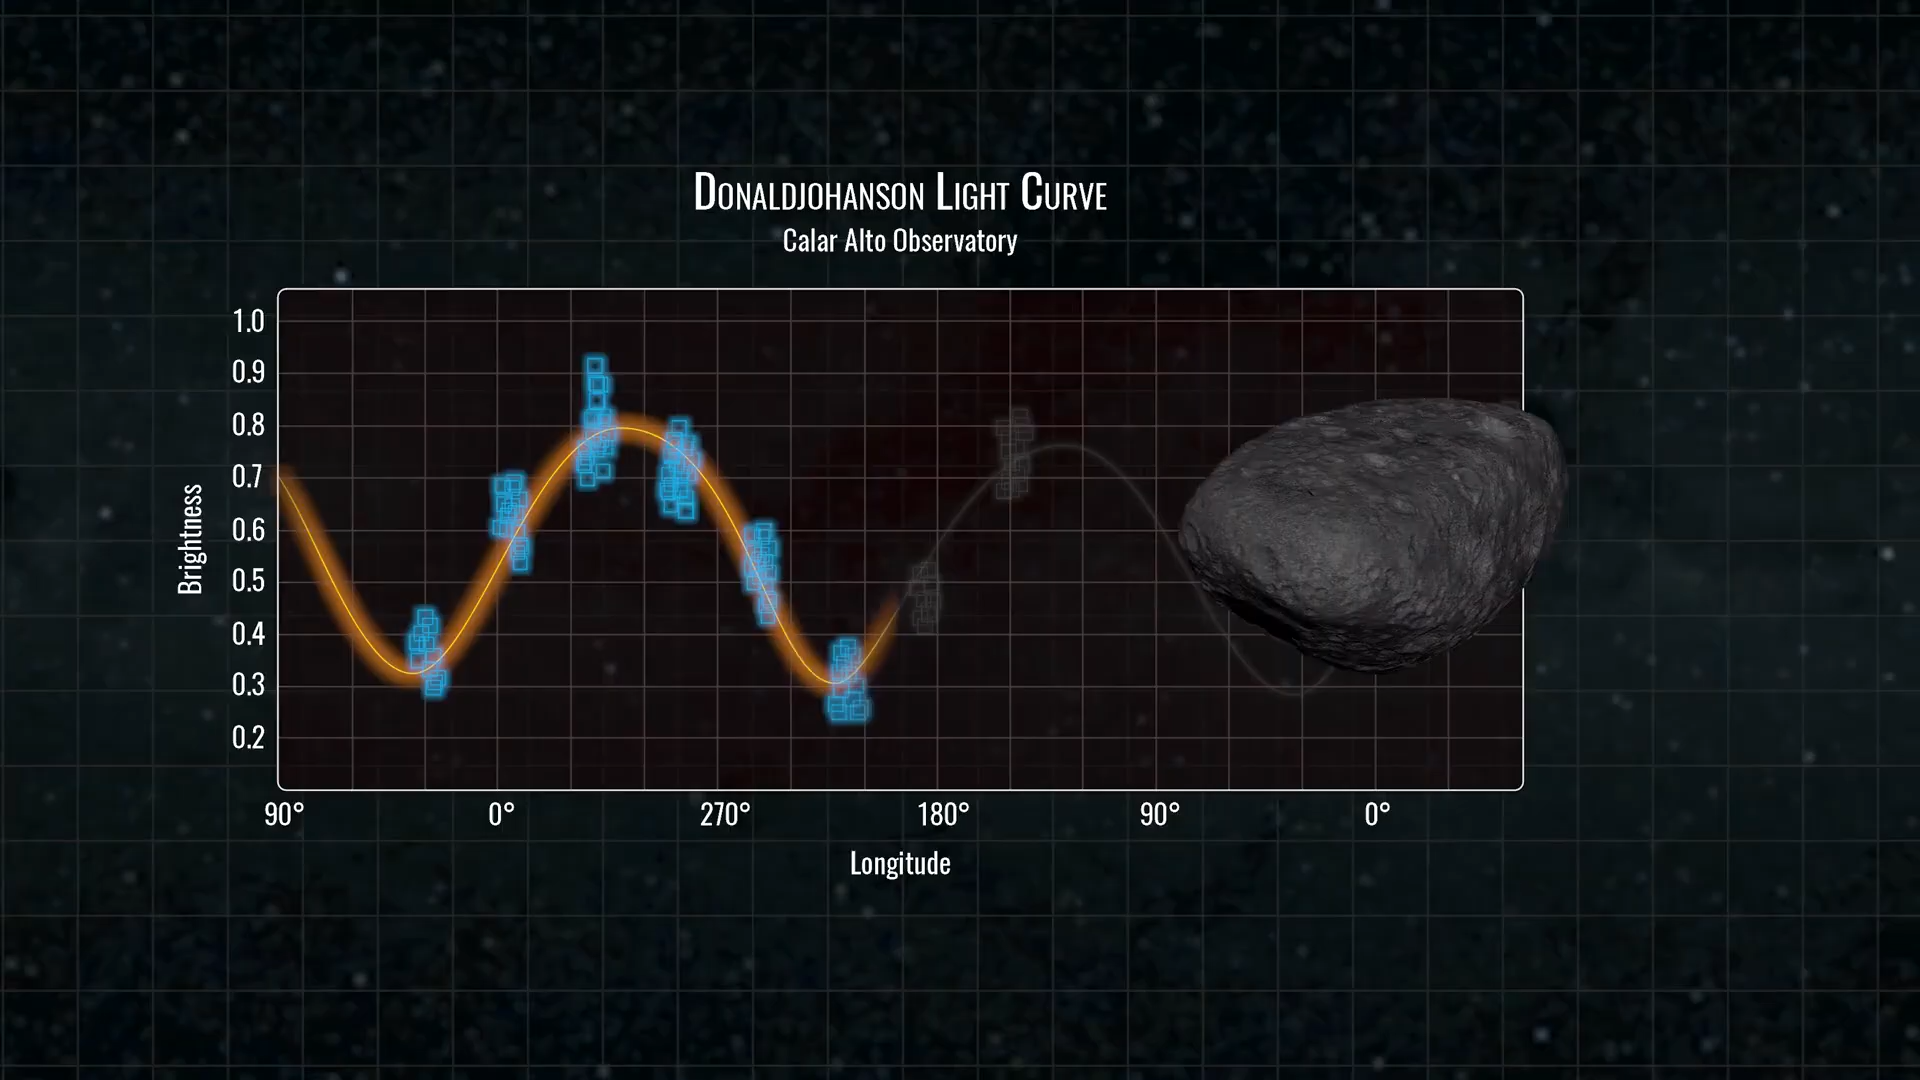 DONALDJOHANSON LIGHT CURVE
Calar Alto Observatory
1.0
0.9
0.8
0.7
0.6
0.5
0.4
0.3
0.2
Brightness
90° 0° 270° 180° 90° 0°
Longitude